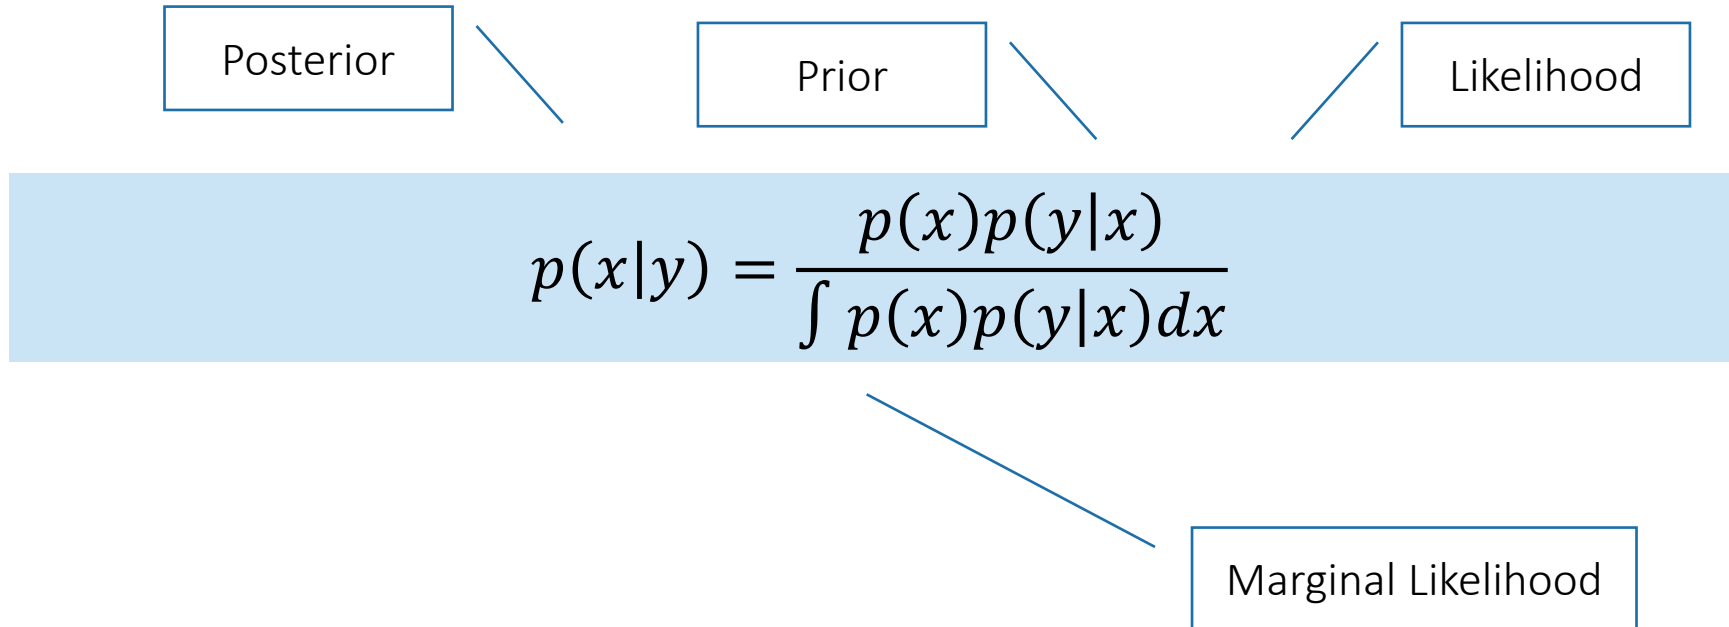 Posterior
Prior
Likelihood
p(x|y) = p(x)p(y|x) / ∫ p(x)p(y|x)dx
Marginal Likelihood